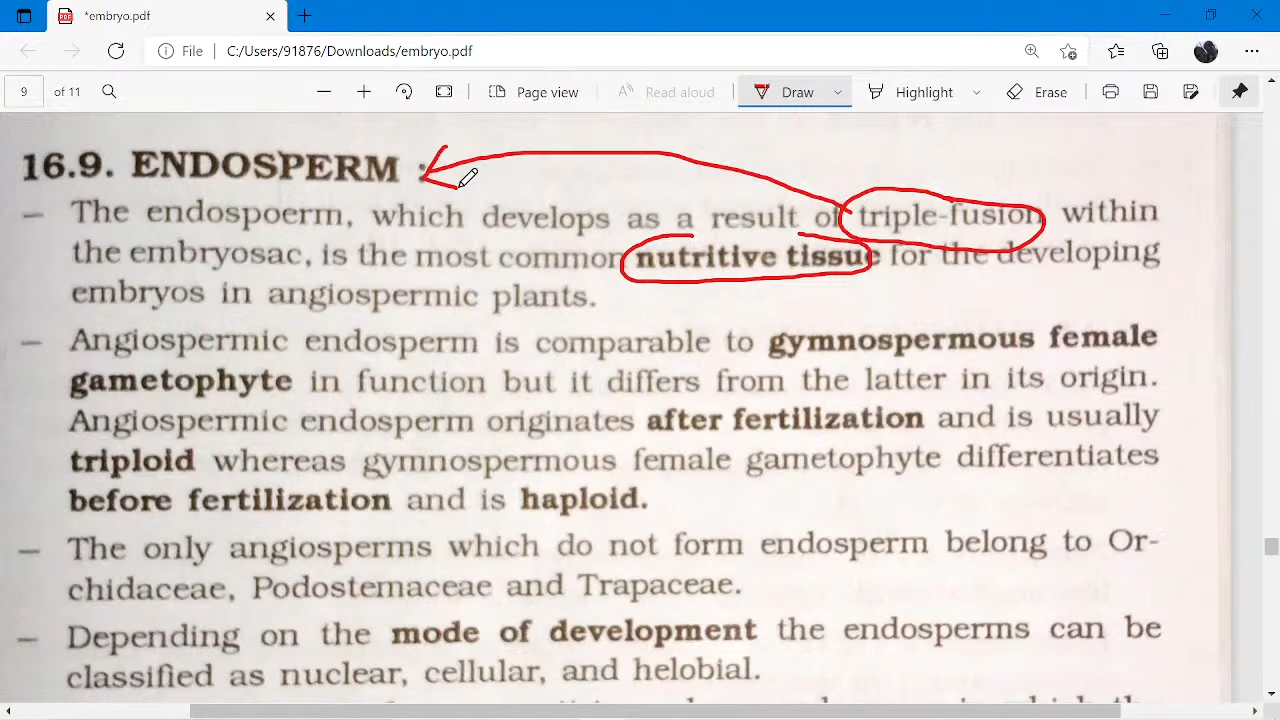 *embryo.pdf
File C:/Users/91876/Downloads/embryo.pdf
9 of 11 Page view Read aloud Draw Highlight Erase
16.9. ENDOSPERM :
– The endospoerm, which develops as a result of triple-fusion within
the embryosac, is the most common nutritive tissue for the developing
embryos in angiospermic plants.
– Angiospermic endosperm is comparable to gymnospermous female
gametophyte in function but it differs from the latter in its origin.
Angiospermic endosperm originates after fertilization and is usually
triploid whereas gymnospermous female gametophyte differentiates
before fertilization and is haploid.
– The only angiosperms which do not form endosperm belong to Or-
chidaceae, Podostemaceae and Trapaceae.
– Depending on the mode of development the endosperms can be
classified as nuclear, cellular, and helobial.